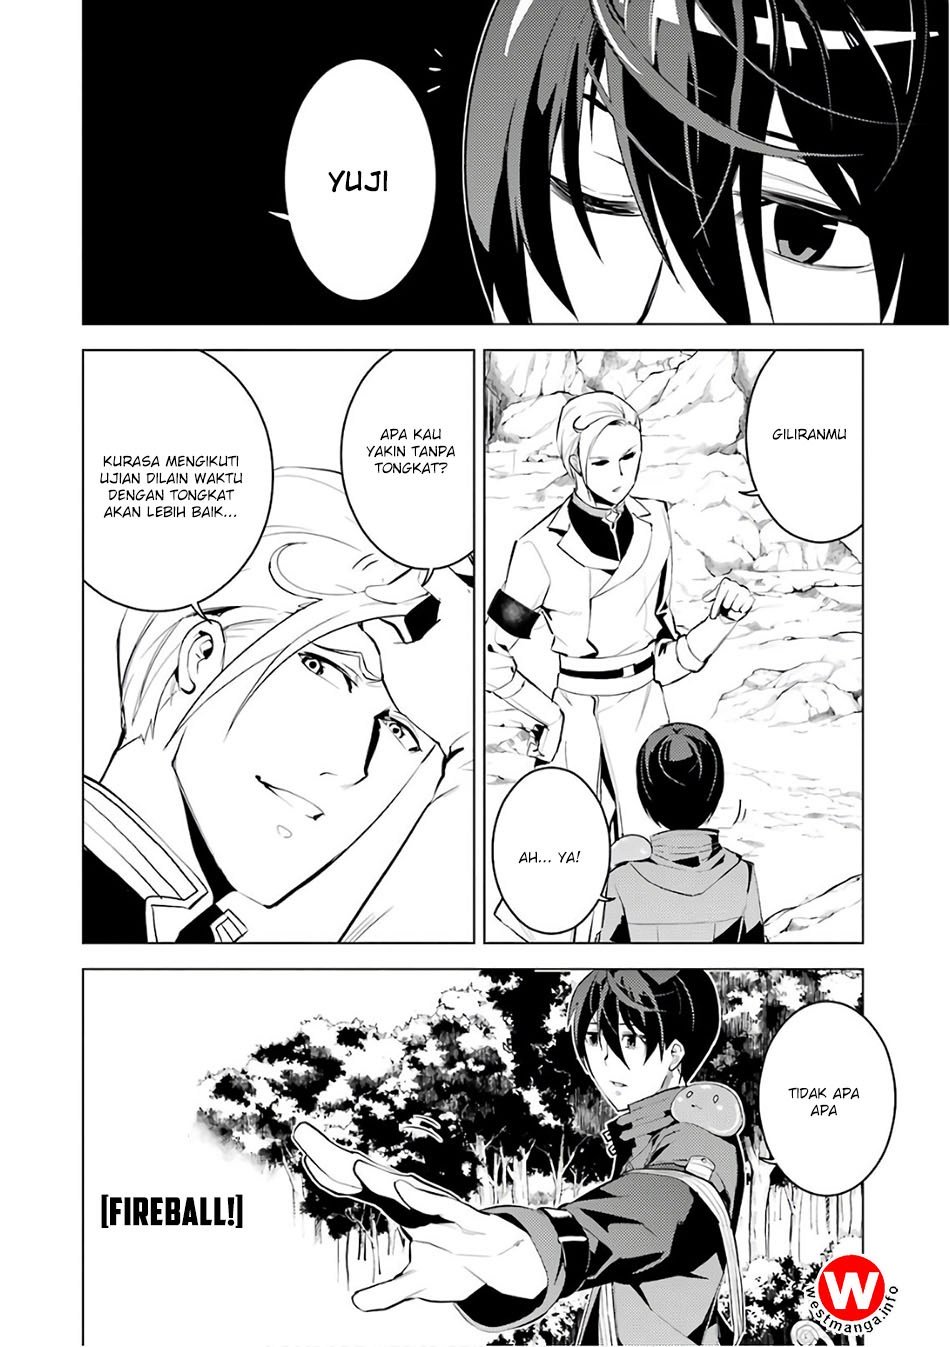 YUJI
GILIRANMU
AH... YA!
APA KAU
YAKIN TANPA
TONGKAT?
KURASA MENGIKUTI
UJIAN DILAIN WAKTU
DENGAN TONGKAT
AKAN LEBIH BAIK...
TIDAK APA
APA
[FIREBALL!]
W
westmanga.info